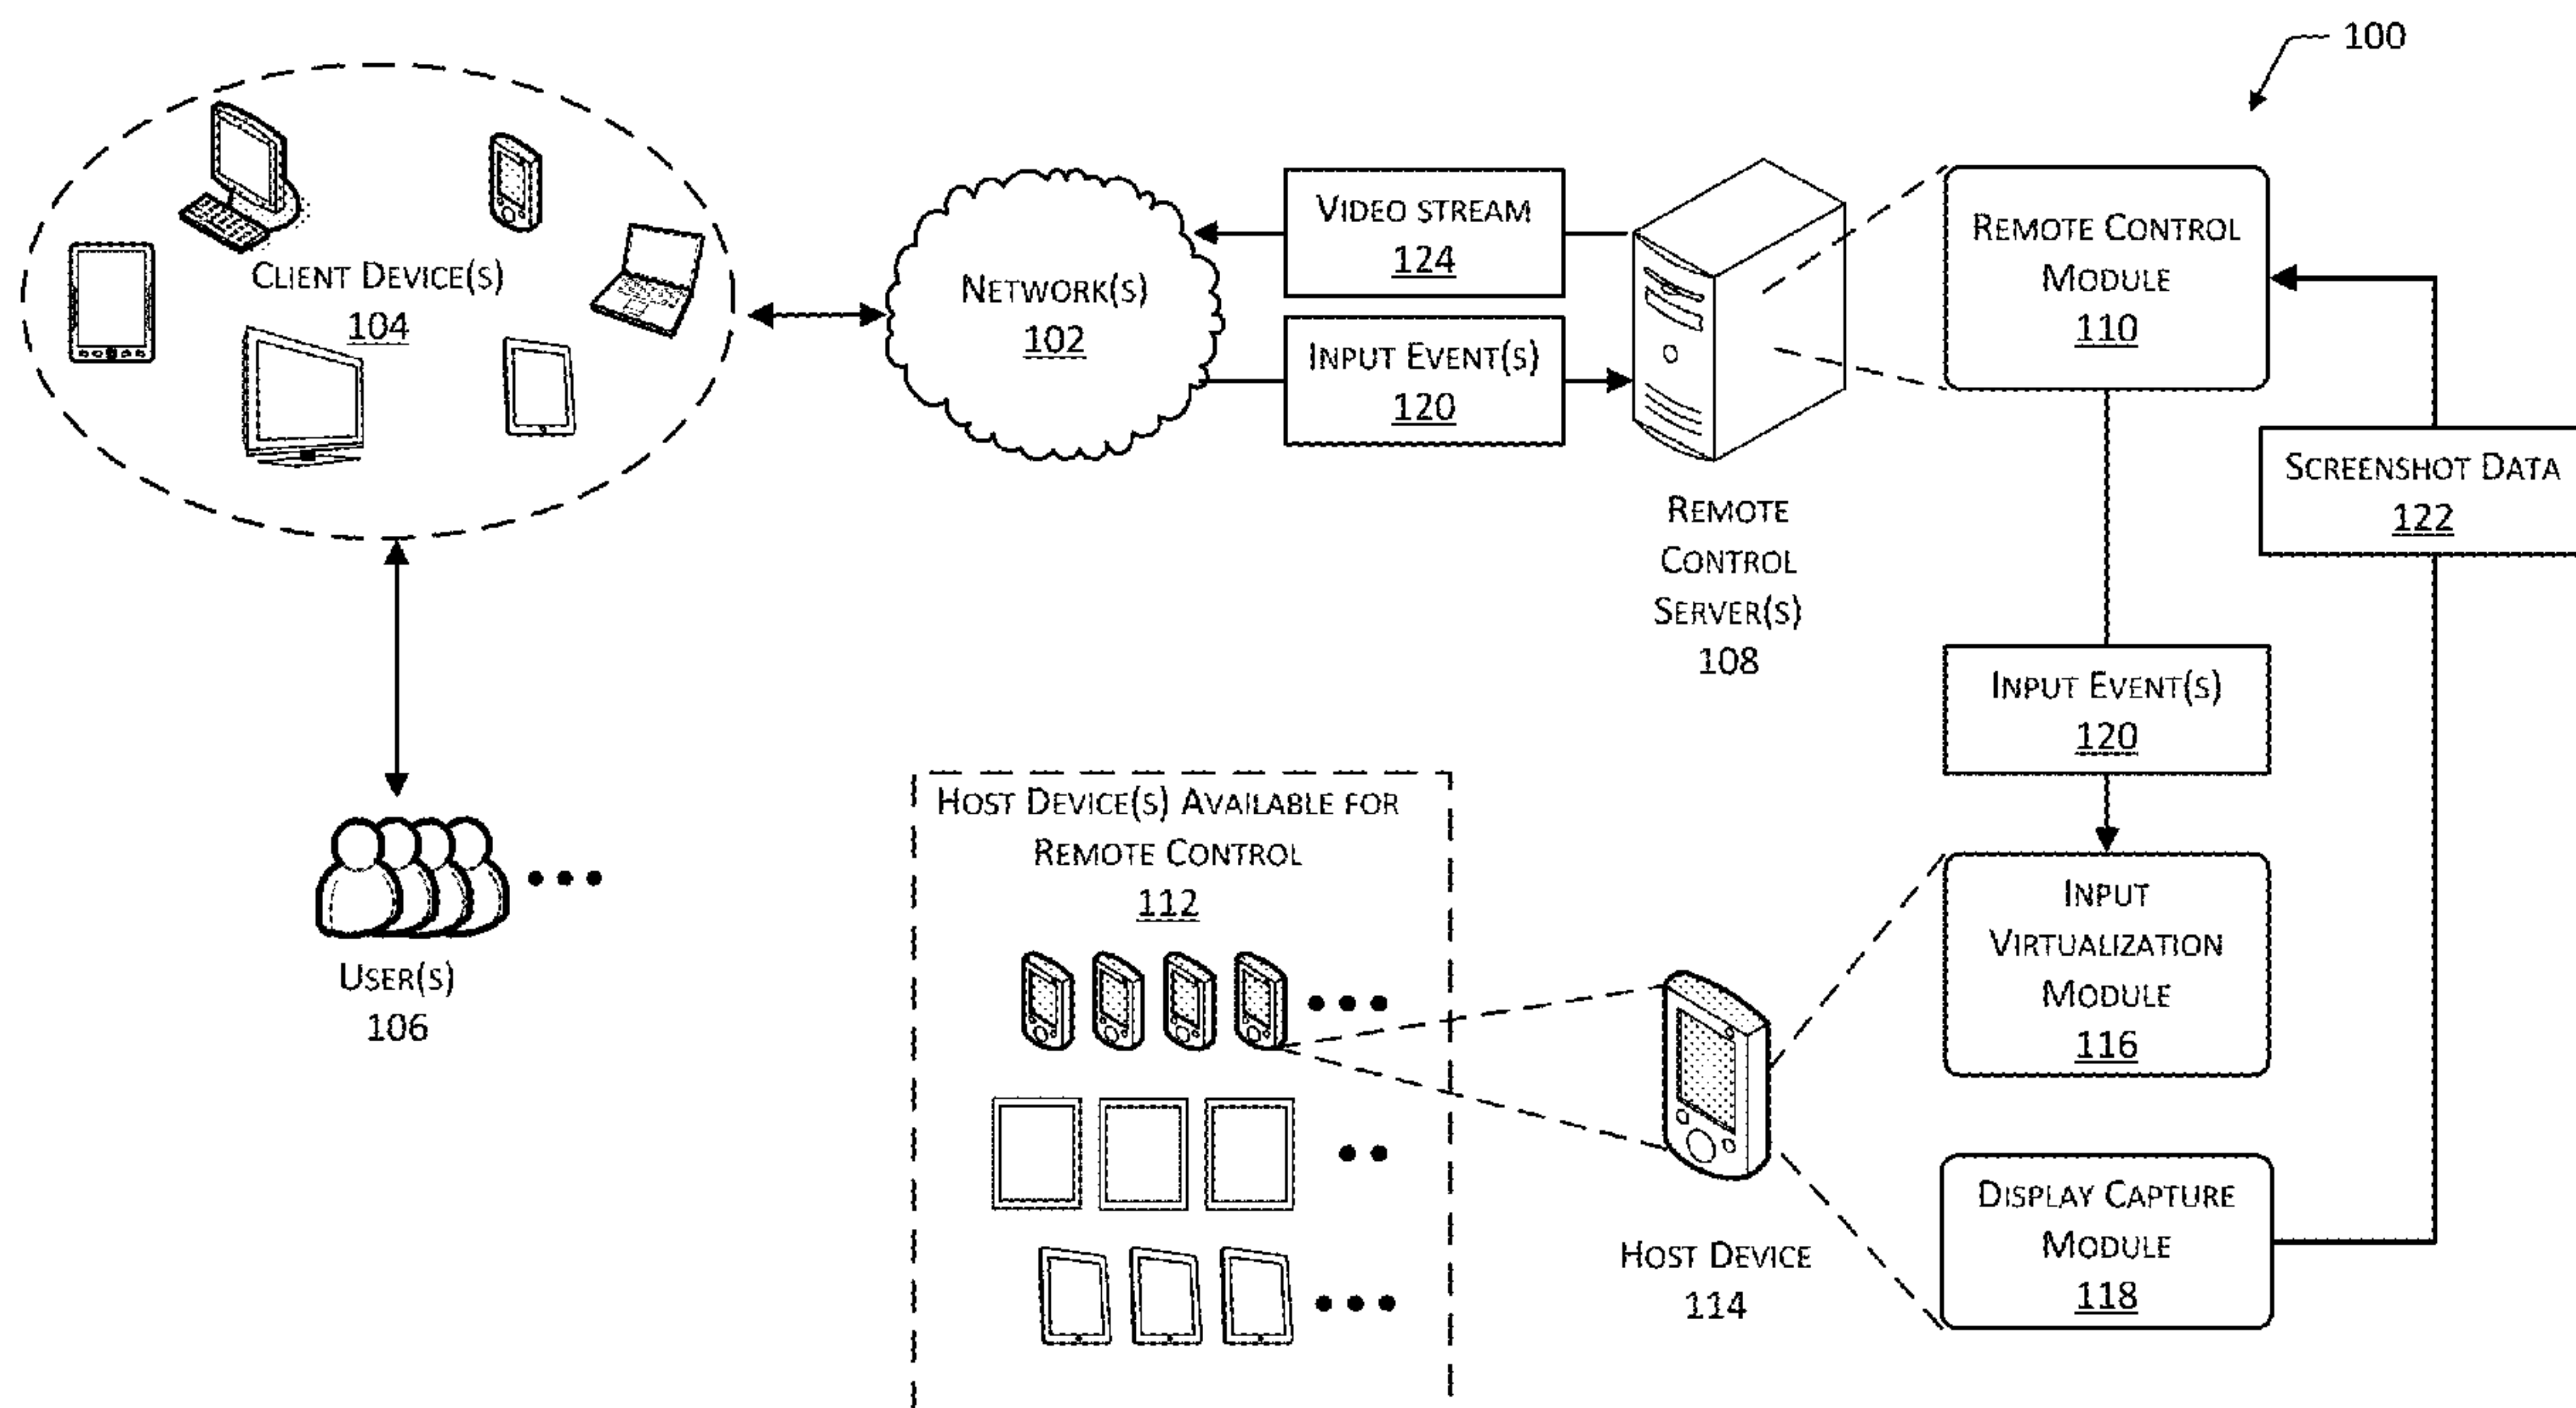 100
CLIENT DEVICE(S)
104
NETWORK(S)
102
VIDEO STREAM
124
INPUT EVENT(S)
120
REMOTE
CONTROL
SERVER(S)
108
REMOTE CONTROL
MODULE
110
SCREENSHOT DATA
122
INPUT EVENT(S)
120
USER(S)
106
HOST DEVICE(S) AVAILABLE FOR
REMOTE CONTROL
112
HOST DEVICE
114
INPUT
VIRTUALIZATION
MODULE
116
DISPLAY CAPTURE
MODULE
118